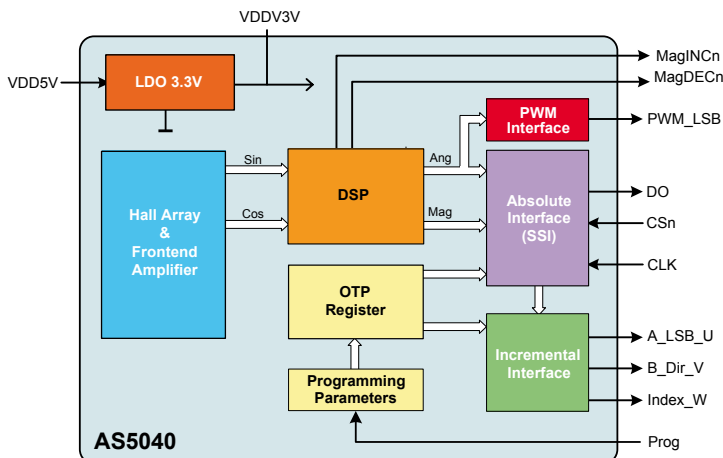 VDDV3V
MagINCn
VDD5V
LDO 3.3V
MagDECn
PWM
Interface
PWM_LSB
Sin
Ang
Hall Array
&
Frontend
Amplifier
Cos
DSP
Mag
Absolute
Interface
(SSI)
DO
CSn
CLK
OTP
Register
Incremental
Interface
A_LSB_U
B_Dir_V
Index_W
Programming
Parameters
AS5040
Prog